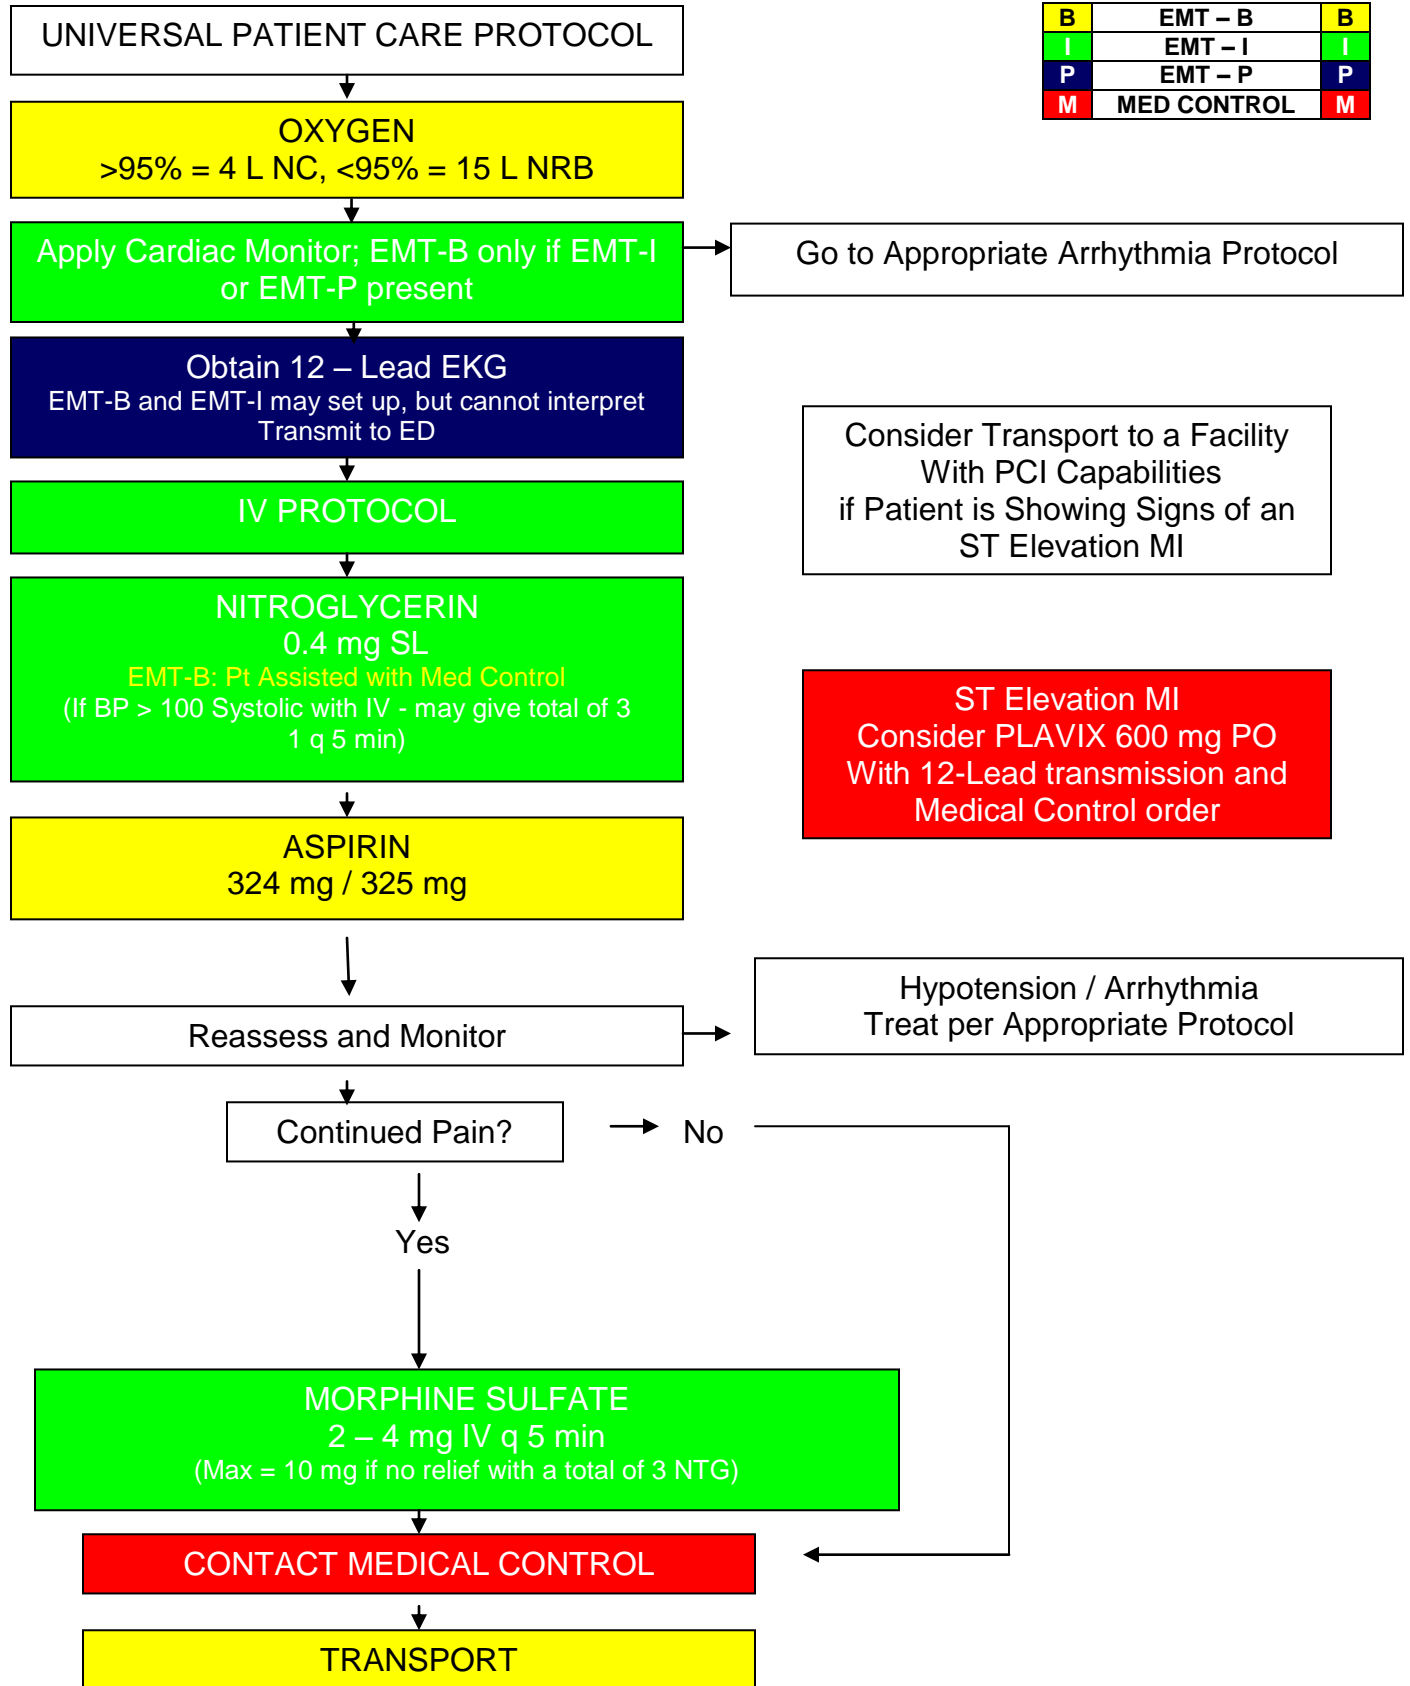 UNIVERSAL PATIENT CARE PROTOCOL
B EMT – B B
I EMT – I I
P EMT – P P
M MED CONTROL M
OXYGEN
>95% = 4 L NC, <95% = 15 L NRB
Apply Cardiac Monitor; EMT-B only if EMT-I
or EMT-P present
Go to Appropriate Arrhythmia Protocol
Obtain 12 – Lead EKG
EMT-B and EMT-I may set up, but cannot interpret
Transmit to ED
Consider Transport to a Facility
With PCI Capabilities
if Patient is Showing Signs of an
ST Elevation MI
IV PROTOCOL
NITROGLYCERIN
0.4 mg SL
EMT-B: Pt Assisted with Med Control
(If BP > 100 Systolic with IV - may give total of 3
1 q 5 min)
ST Elevation MI
Consider PLAVIX 600 mg PO
With 12-Lead transmission and
Medical Control order
ASPIRIN
324 mg / 325 mg
Reassess and Monitor
Hypotension / Arrhythmia
Treat per Appropriate Protocol
Continued Pain?
No
Yes
MORPHINE SULFATE
2 – 4 mg IV q 5 min
(Max = 10 mg if no relief with a total of 3 NTG)
CONTACT MEDICAL CONTROL
TRANSPORT